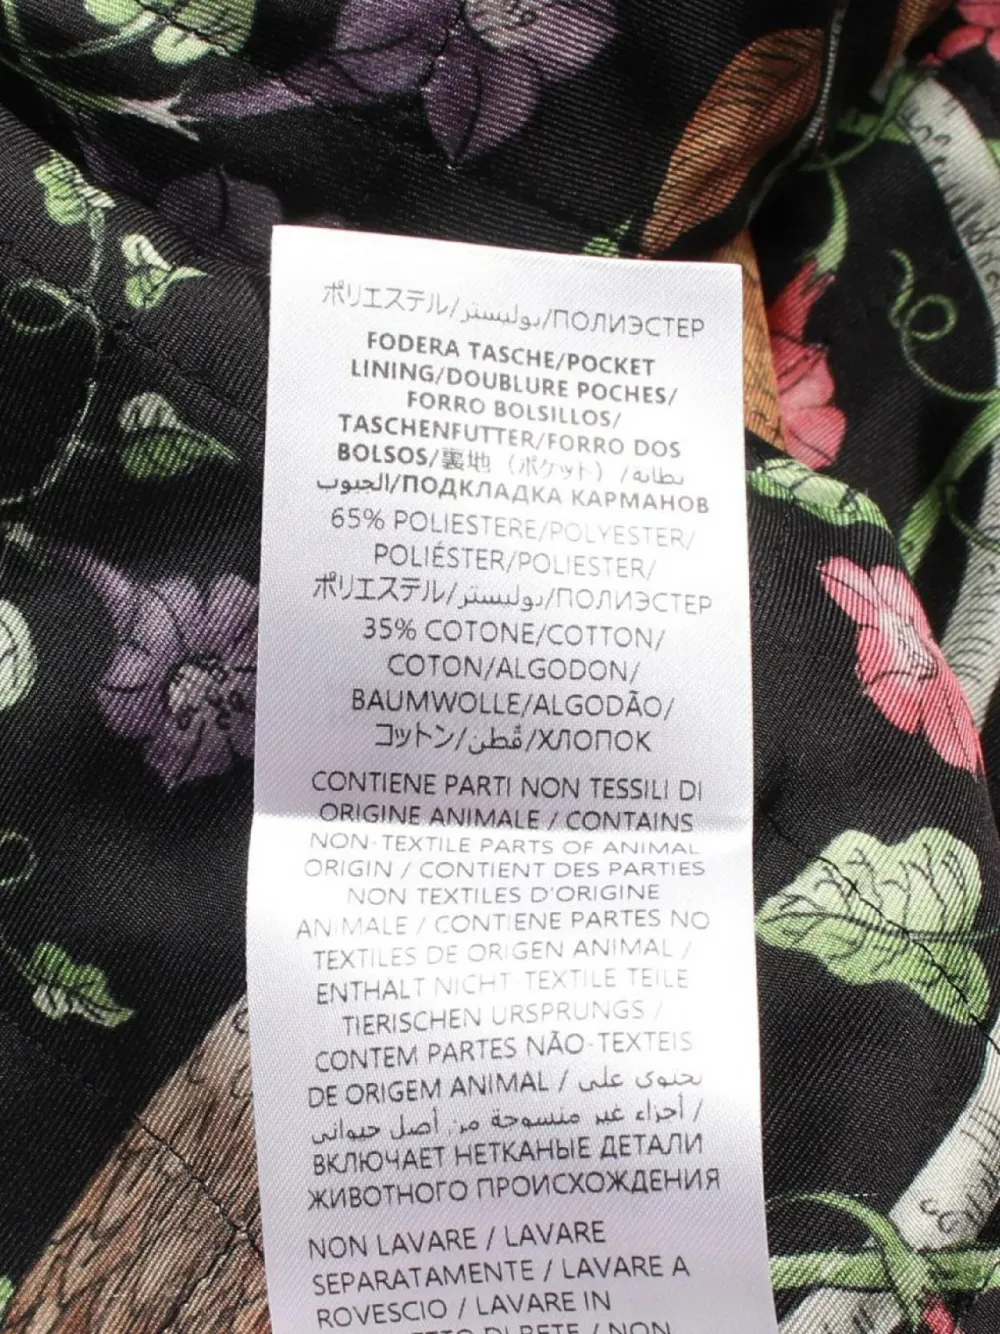 ポリエステル/بوليستر/ПОЛИЭСТЕР
FODERA TASCHE/POCKET
LINING/DOUBLURE POCHES/
FORRO BOLSILLOS/
TASCHENFUTTER/FORRO DOS
BOLSOS/裏地 (ポケット) /بطانة
الجيوب/ПОДКЛАДКА КАРМАНОВ
65% POLIESTERE/POLYESTER/
POLIÉSTER/POLIESTER/
ポリエステル/بوليستر/ПОЛИЭСТЕР
35% COTONE/COTTON/
COTON/ALGODON/
BAUMWOLLE/ALGODÃO/
コットン/قُطن/ХЛОПОК
CONTIENE PARTI NON TESSILI DI
ORIGINE ANIMALE / CONTAINS
NON-TEXTILE PARTS OF ANIMAL
ORIGIN / CONTIENT DES PARTIES
NON TEXTILES D'ORIGINE
ANIMALE / CONTIENE PARTES NO
TEXTILES DE ORIGEN ANIMAL /
ENTHALT NICHT-TEXTILE TEILE
TIERISCHEN URSPRUNGS /
CONTEM PARTES NÃO-TEXTEIS
DE ORIGEM ANIMAL / يحتوى على
أجزاء غير منسوجة من أصل حيوانى /
ВКЛЮЧАЕТ НЕТКАНЫЕ ДЕТАЛИ
ЖИВОТНОГО ПРОИСХОЖДЕНИЯ
NON LAVARE / LAVARE
SEPARATAMENTE / LAVARE A
ROVESCIO / LAVARE IN
DI RETE / NON